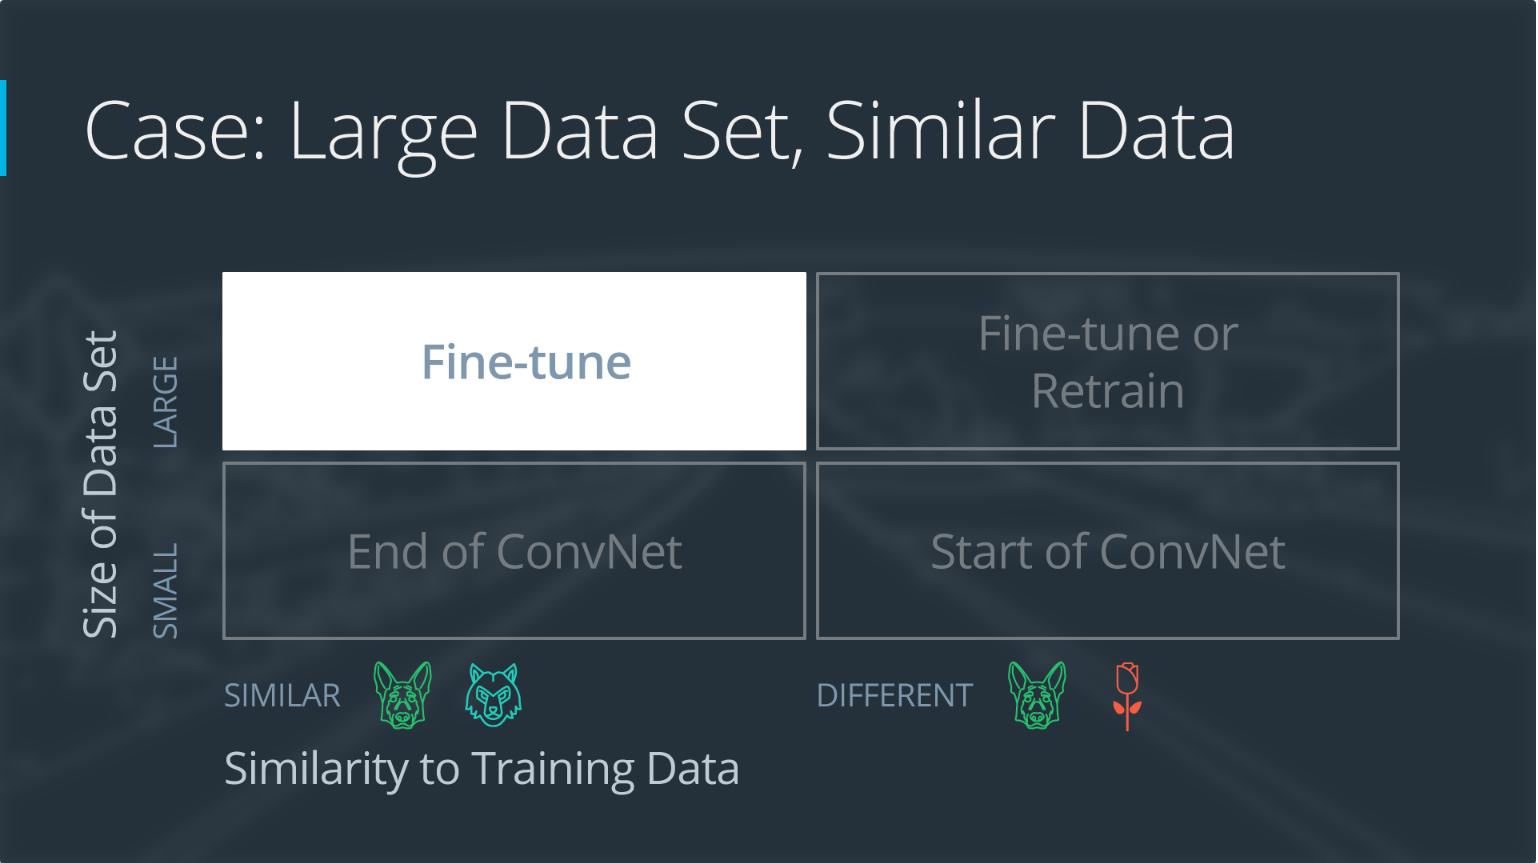 Case: Large Data Set, Similar Data
Size of Data Set
LARGE
Fine-tune
Fine-tune or
Retrain
SMALL
End of ConvNet
Start of ConvNet
SIMILAR
DIFFERENT
Similarity to Training Data